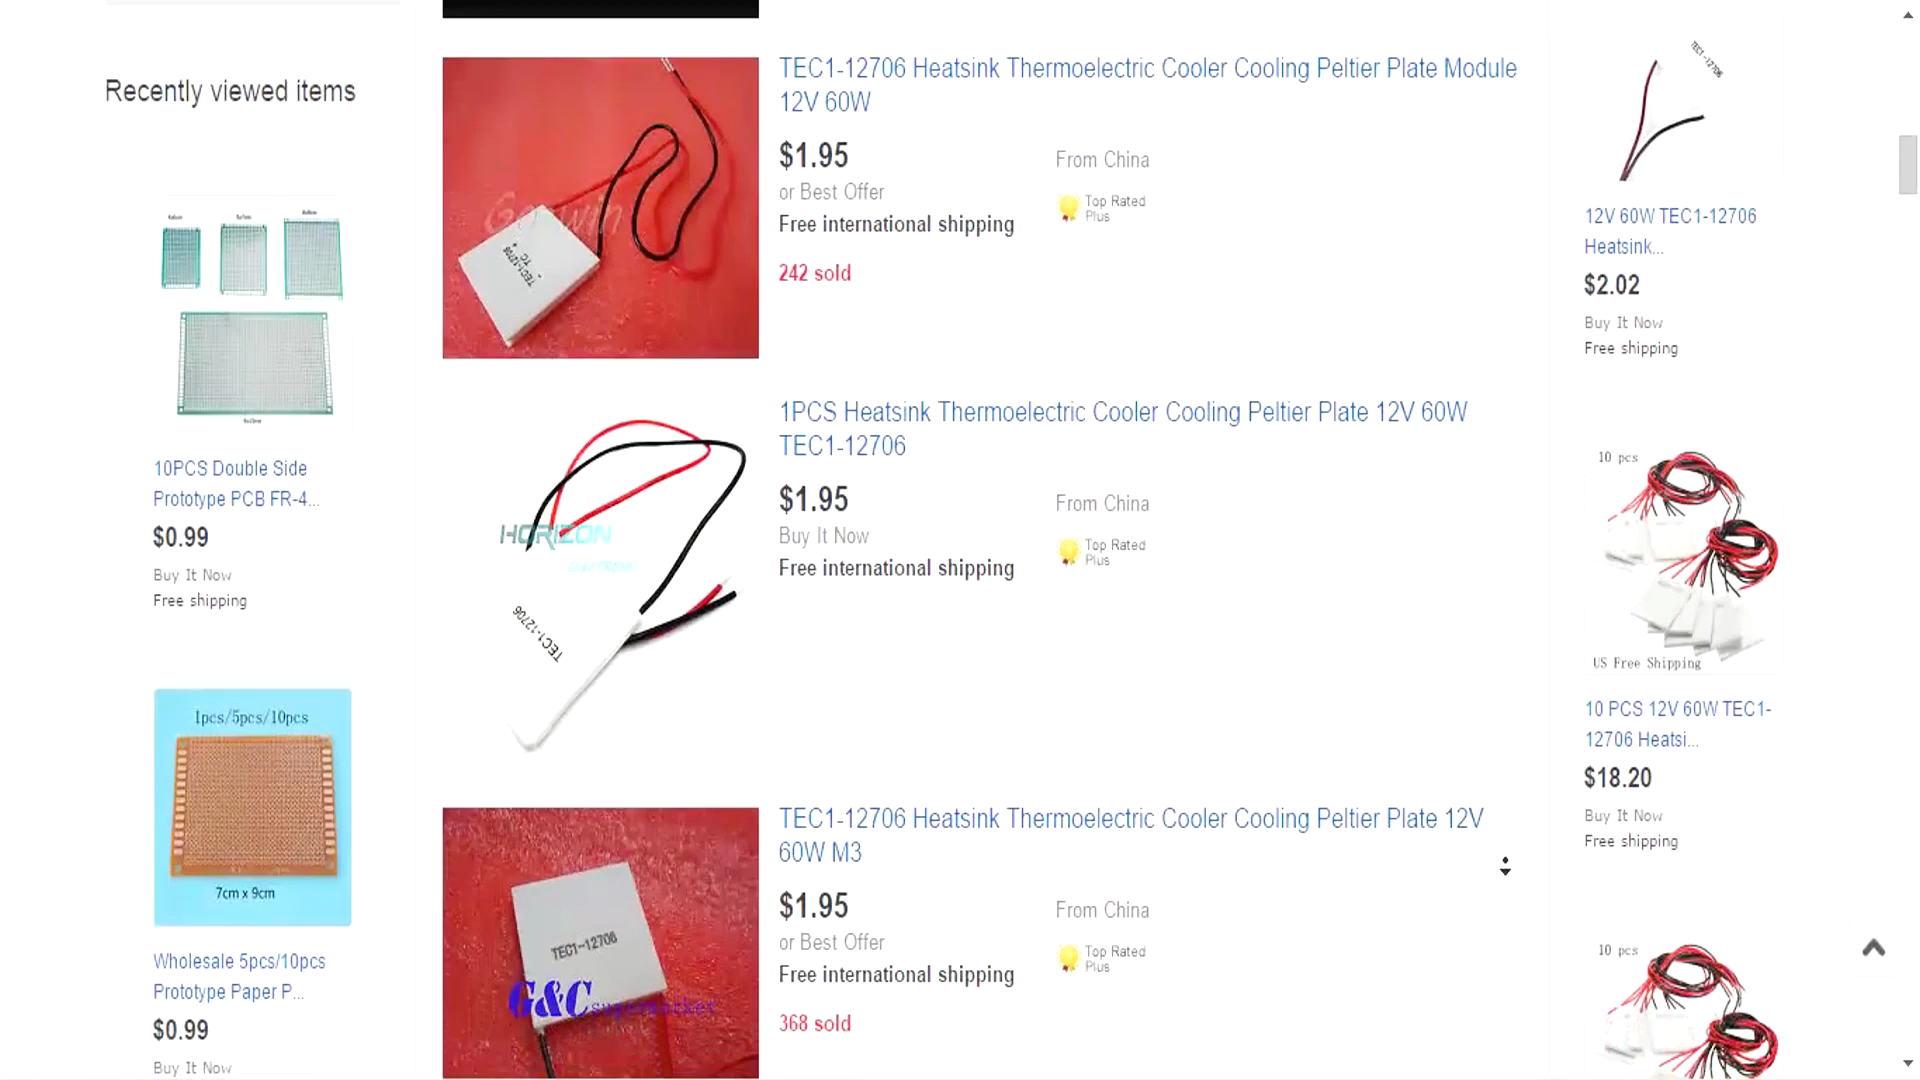 Recently viewed items
10PCS Double Side
Prototype PCB FR-4...
$0.99
Buy It Now
Free shipping
1pcs/5pcs/10pcs
7cm x 9cm
Wholesale 5pcs/10pcs
Prototype Paper P...
$0.99
Buy It Now
TEC1-12706
TEC1-12706 Heatsink Thermoelectric Cooler Cooling Peltier Plate Module
12V 60W
$1.95
From China
or Best Offer
Top Rated
Plus
Free international shipping
242 sold
HORIZON
TEC1-12706
1PCS Heatsink Thermoelectric Cooler Cooling Peltier Plate 12V 60W
TEC1-12706
$1.95
From China
Buy It Now
Top Rated
Plus
Free international shipping
TEC1-12706
G&C supermarket
TEC1-12706 Heatsink Thermoelectric Cooler Cooling Peltier Plate 12V
60W M3
$1.95
From China
or Best Offer
Top Rated
Plus
Free international shipping
368 sold
TEC1-12706
12V 60W TEC1-12706
Heatsink...
$2.02
Buy It Now
Free shipping
10 pcs
US Free Shipping
10 PCS 12V 60W TEC1-
12706 Heatsi...
$18.20
Buy It Now
Free shipping
10 pcs